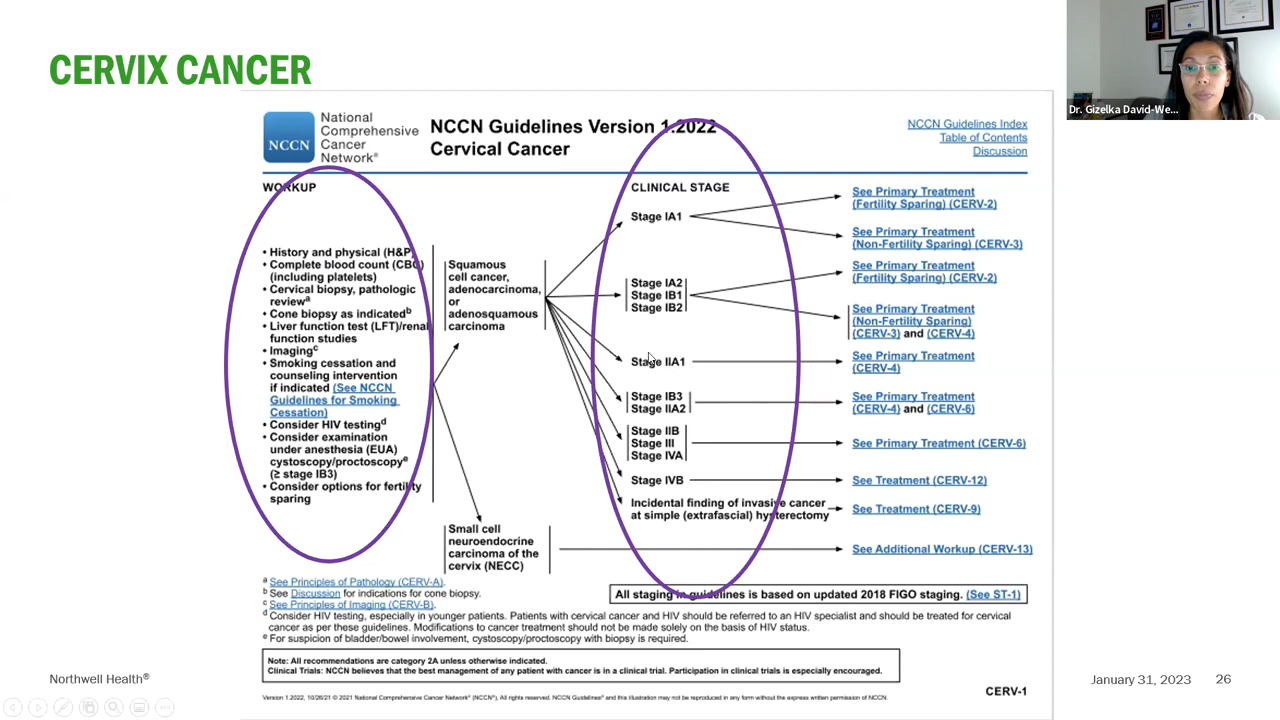 CERVIX CANCER
Dr. Gizelka David-We...
NCCN
National
Comprehensive
Cancer
Network®
NCCN Guidelines Version 1.2022
Cervical Cancer
NCCN Guidelines Index
Table of Contents
Discussion
WORKUP
• History and physical (H&P)
• Complete blood count (CBC)
(including platelets)
• Cervical biopsy, pathologic
reviewᵃ
• Cone biopsy as indicatedᵇ
• Liver function test (LFT)/renal
function studies
• Imagingᶜ
• Smoking cessation and
counseling intervention
if indicated (See NCCN
Guidelines for Smoking
Cessation)
• Consider HIV testingᵈ
• Consider examination
under anesthesia (EUA)
cystoscopy/proctoscopyᵉ
(≥ stage IB3)
• Consider options for fertility
sparing
Squamous
cell cancer,
adenocarcinoma,
or
adenosquamous
carcinoma
Small cell
neuroendocrine
carcinoma of the
cervix (NECC)
CLINICAL STAGE
Stage IA1
Stage IA2
Stage IB1
Stage IB2
Stage IIA1
Stage IB3
Stage IIA2
Stage IIB
Stage III
Stage IVA
Stage IVB
Incidental finding of invasive cancer
at simple (extrafascial) hysterectomy
See Primary Treatment
(Fertility Sparing) (CERV-2)
See Primary Treatment
(Non-Fertility Sparing) (CERV-3)
See Primary Treatment
(Fertility Sparing) (CERV-2)
See Primary Treatment
(Non-Fertility Sparing)
(CERV-3) and (CERV-4)
See Primary Treatment
(CERV-4)
See Primary Treatment
(CERV-4) and (CERV-6)
See Primary Treatment (CERV-6)
See Treatment (CERV-12)
See Treatment (CERV-9)
See Additional Workup (CERV-13)
ᵃ See Principles of Pathology (CERV-A).
ᵇ See Discussion for indications for cone biopsy.
ᶜ See Principles of Imaging (CERV-B).
All staging in guidelines is based on updated 2018 FIGO staging. (See ST-1)
ᵈ Consider HIV testing, especially in younger patients. Patients with cervical cancer and HIV should be referred to an HIV specialist and should be treated for cervical
cancer as per these guidelines. Modifications to cancer treatment should not be made solely on the basis of HIV status.
ᵉ For suspicion of bladder/bowel involvement, cystoscopy/proctoscopy with biopsy is required.
Note: All recommendations are category 2A unless otherwise indicated.
Clinical Trials: NCCN believes that the best management of any patient with cancer is in a clinical trial. Participation in clinical trials is especially encouraged.
Version 1.2022, 10/26/21 © 2021 National Comprehensive Cancer Network® (NCCN®), All rights reserved. NCCN Guidelines® and this illustration may not be reproduced in any form without the express written permission of NCCN.
CERV-1
Northwell Health®
January 31, 2023
26